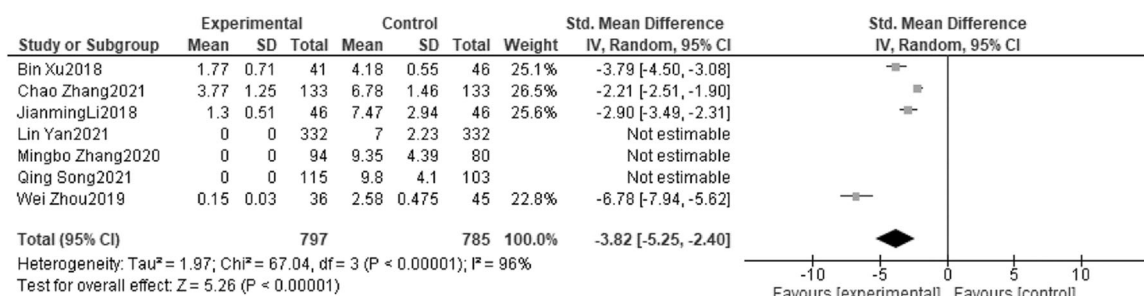 Experimental Control Std. Mean Difference Std. Mean Difference
Study or Subgroup Mean SD Total Mean SD Total Weight IV, Random, 95% CI IV, Random, 95% CI
Bin Xu2018 1.77 0.71 41 4.18 0.55 46 25.1% -3.79 [-4.50, -3.08]
Chao Zhang2021 3.77 1.25 133 6.78 1.46 133 26.5% -2.21 [-2.51, -1.90]
JianmingLi2018 1.3 0.51 46 7.47 2.94 46 25.6% -2.90 [-3.49, -2.31]
Lin Yan2021 0 0 332 7 2.23 332 Not estimable
Mingbo Zhang2020 0 0 94 9.35 4.39 80 Not estimable
Qing Song2021 0 0 115 9.8 4.1 103 Not estimable
Wei Zhou2019 0.15 0.03 36 2.58 0.475 45 22.8% -6.78 [-7.94, -5.62]
Total (95% CI) 797 785 100.0% -3.82 [-5.25, -2.40]
Heterogeneity: Tau² = 1.97; Chi² = 67.04, df = 3 (P < 0.00001); I² = 96%
Test for overall effect: Z = 5.26 (P < 0.00001)
-10 -5 0 5 10
Favours [experimental] Favours [control]